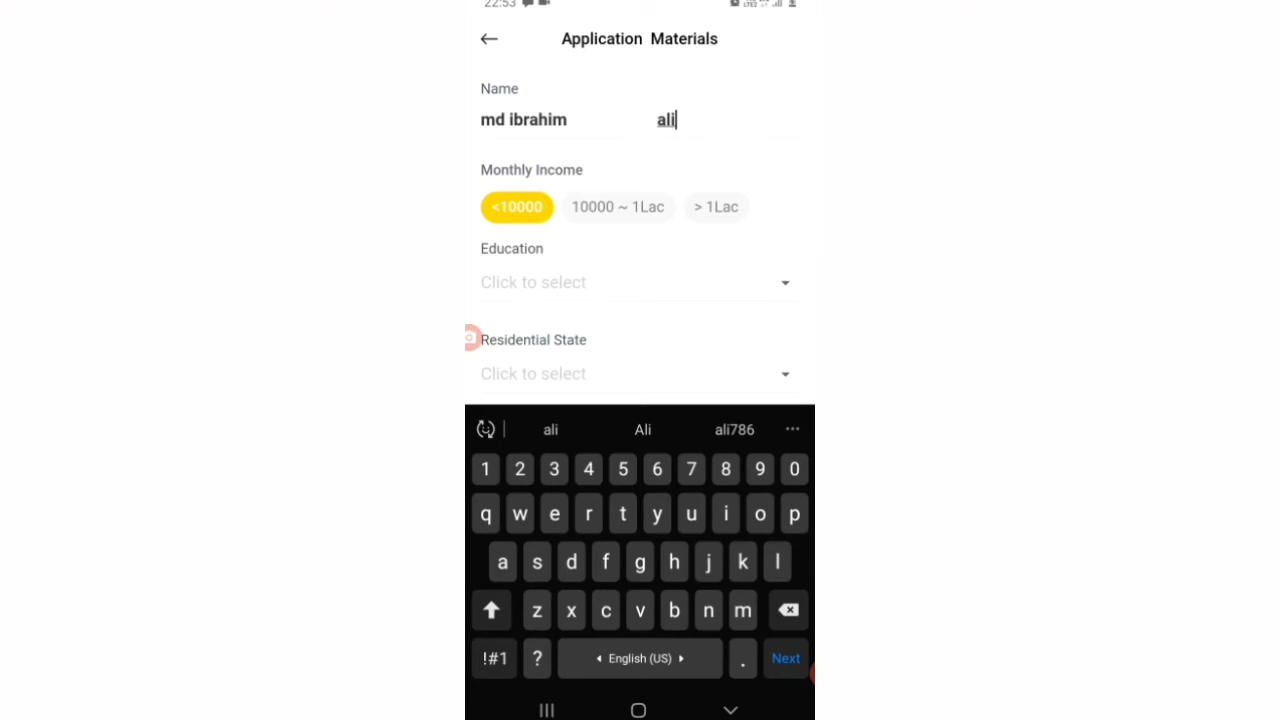 22:53
Application Materials
Name
md ibrahim ali
Monthly Income
<10000 10000 ~ 1Lac > 1Lac
Education
Click to select
Residential State
Click to select
ali Ali ali786 ...
1 2 3 4 5 6 7 8 9 0
q w e r t y u i o p
a s d f g h j k l
z x c v b n m
!#1 ? English (US) . Next